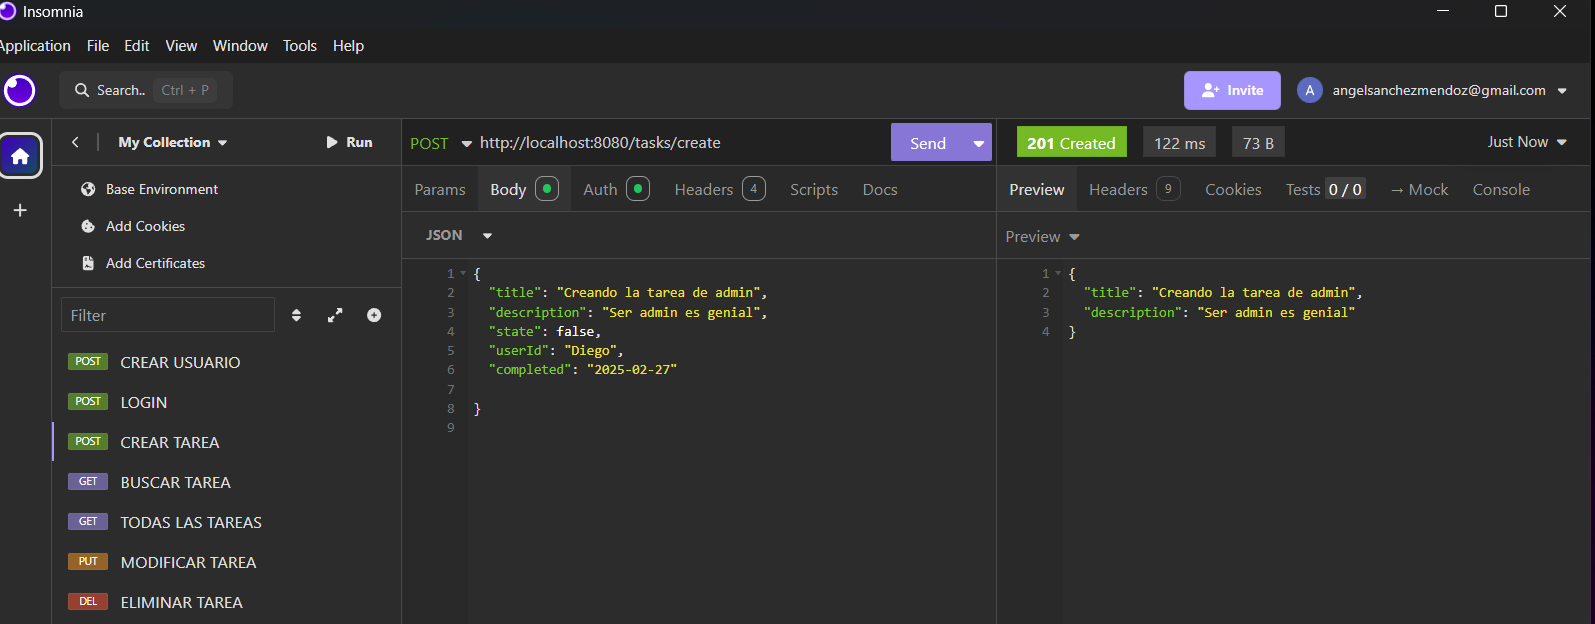 Insomnia
Application File Edit View Window Tools Help
Search.. Ctrl + P
Invite
A angelsanchezmendoz@gmail.com
My Collection Run
Base Environment
Add Cookies
Add Certificates
Filter
POST CREAR USUARIO
POST LOGIN
POST CREAR TAREA
GET BUSCAR TAREA
GET TODAS LAS TAREAS
PUT MODIFICAR TAREA
DEL ELIMINAR TAREA
POST http://localhost:8080/tasks/create Send
Params Body Auth Headers 4 Scripts Docs
JSON
1 {
2 "title": "Creando la tarea de admin",
3 "description": "Ser admin es genial",
4 "state": false,
5 "userId": "Diego",
6 "completed": "2025-02-27"
7
8 }
9
201 Created 122 ms 73 B Just Now
Preview Headers 9 Cookies Tests 0 / 0 → Mock Console
Preview
1 {
2 "title": "Creando la tarea de admin",
3 "description": "Ser admin es genial"
4 }